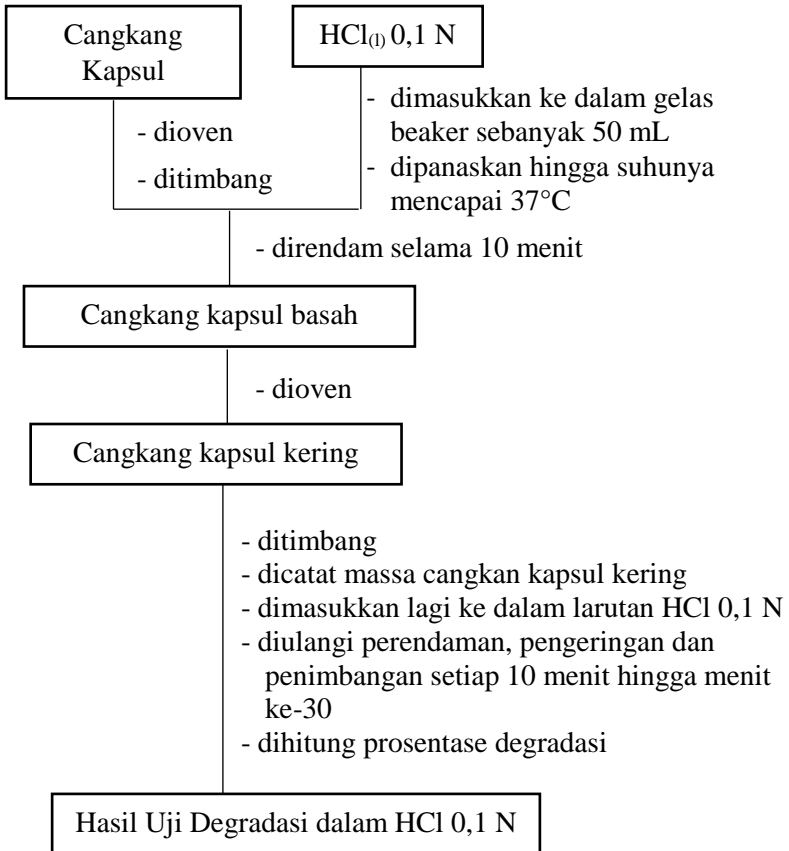 Cangkang
Kapsul
HCl(l) 0,1 N
- dioven
- ditimbang
- dimasukkan ke dalam gelas
beaker sebanyak 50 mL
- dipanaskan hingga suhunya
mencapai 37°C
- direndam selama 10 menit
Cangkang kapsul basah
- dioven
Cangkang kapsul kering
- ditimbang
- dicatat massa cangkan kapsul kering
- dimasukkan lagi ke dalam larutan HCl 0,1 N
- diulangi perendaman, pengeringan dan
penimbangan setiap 10 menit hingga menit
ke-30
- dihitung prosentase degradasi
Hasil Uji Degradasi dalam HCl 0,1 N